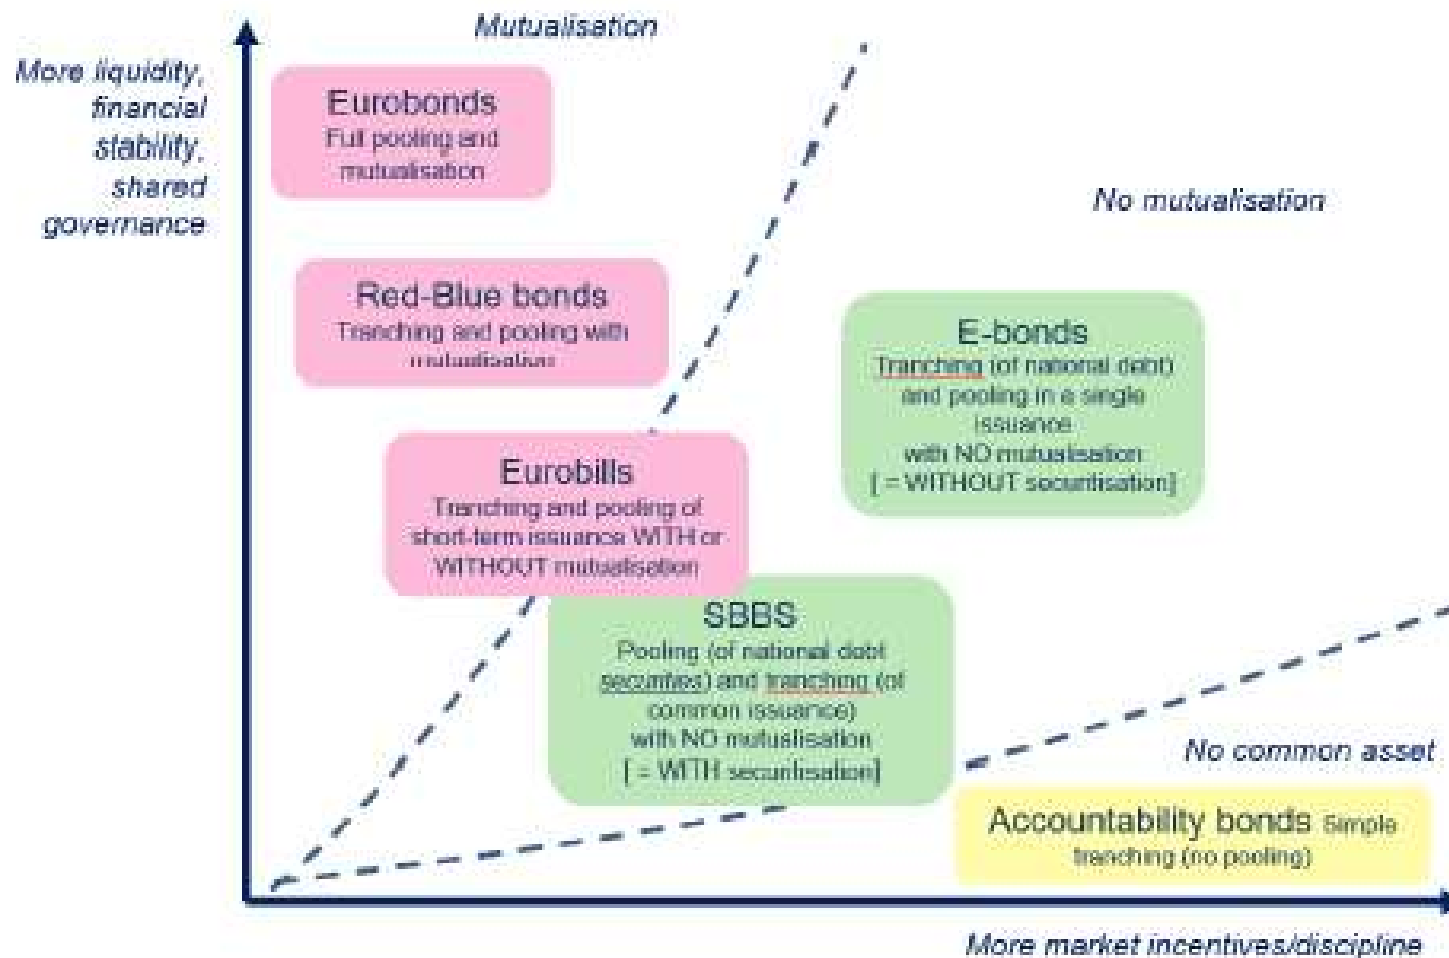 Mutualisation
More liquidity,
financial
stability,
shared
governance
Eurobonds
Full pooling and
mutualisation
No mutualisation
Red-Blue bonds
Tranching and pooling with
mutualisation
E-bonds
Tranching (of national debt)
and pooling in a single
issuance
with NO mutualisation
[ = WITHOUT securitisation]
Eurobills
Tranching and pooling of
short-term issuance WITH or
WITHOUT mutualisation
SBBS
Pooling (of national debt
securities) and tranching (of
common issuance)
with NO mutualisation
[ = WITH securitisation]
No common asset
Accountability bonds Simple
tranching (no pooling)
More market incentives/discipline